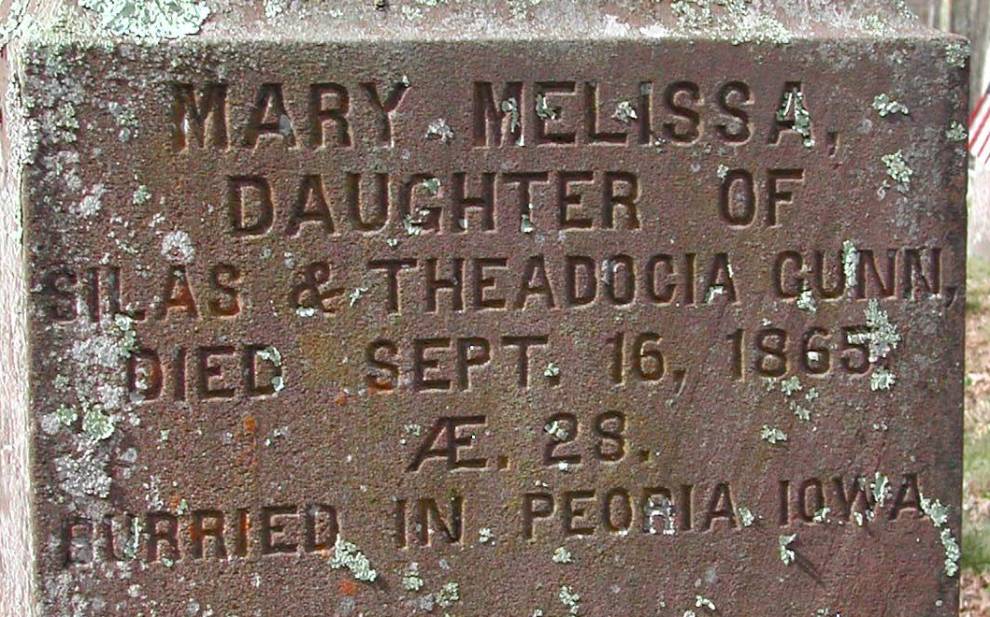 MARY MELISSA,
DAUGHTER OF
SILAS & THEADOCIA GUNN,
DIED SEPT. 16, 1865.
Æ. 28.
BURRIED IN PEORIA IOWA